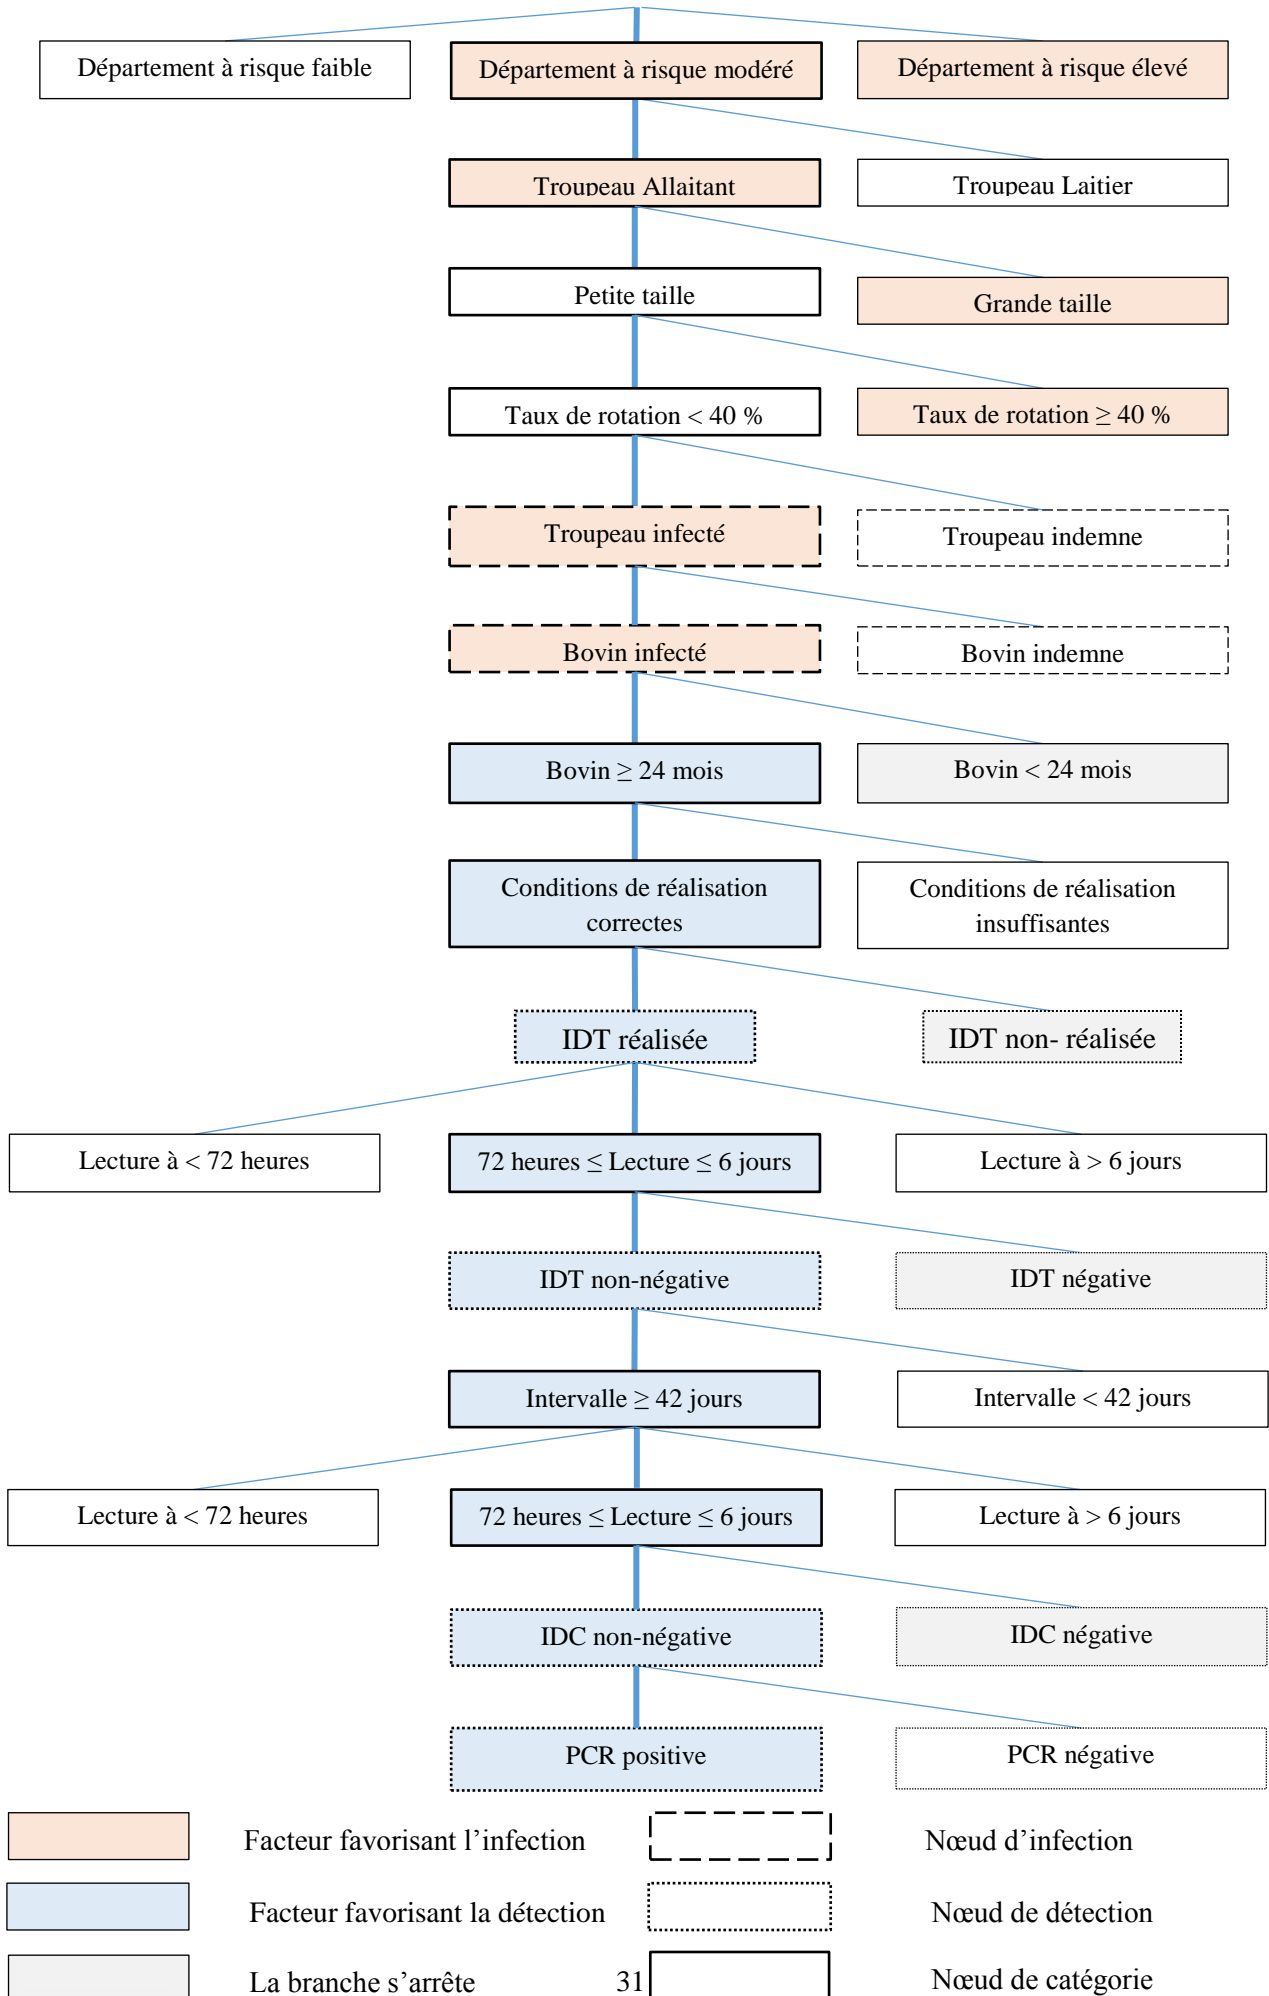 Département à risque faible
Département à risque modéré
Département à risque élevé
Troupeau Allaitant
Troupeau Laitier
Petite taille
Grande taille
Taux de rotation < 40 %
Taux de rotation ≥ 40 %
Troupeau infecté
Troupeau indemne
Bovin infecté
Bovin indemne
Bovin ≥ 24 mois
Bovin < 24 mois
Conditions de réalisation
correctes
Conditions de réalisation
insuffisantes
IDT réalisée
IDT non- réalisée
Lecture à < 72 heures
72 heures ≤ Lecture ≤ 6 jours
Lecture à > 6 jours
IDT non-négative
IDT négative
Intervalle ≥ 42 jours
Intervalle < 42 jours
Lecture à < 72 heures
72 heures ≤ Lecture ≤ 6 jours
Lecture à > 6 jours
IDC non-négative
IDC négative
PCR positive
PCR négative
Facteur favorisant l’infection
Nœud d’infection
Facteur favorisant la détection
Nœud de détection
La branche s’arrête
31
Nœud de catégorie